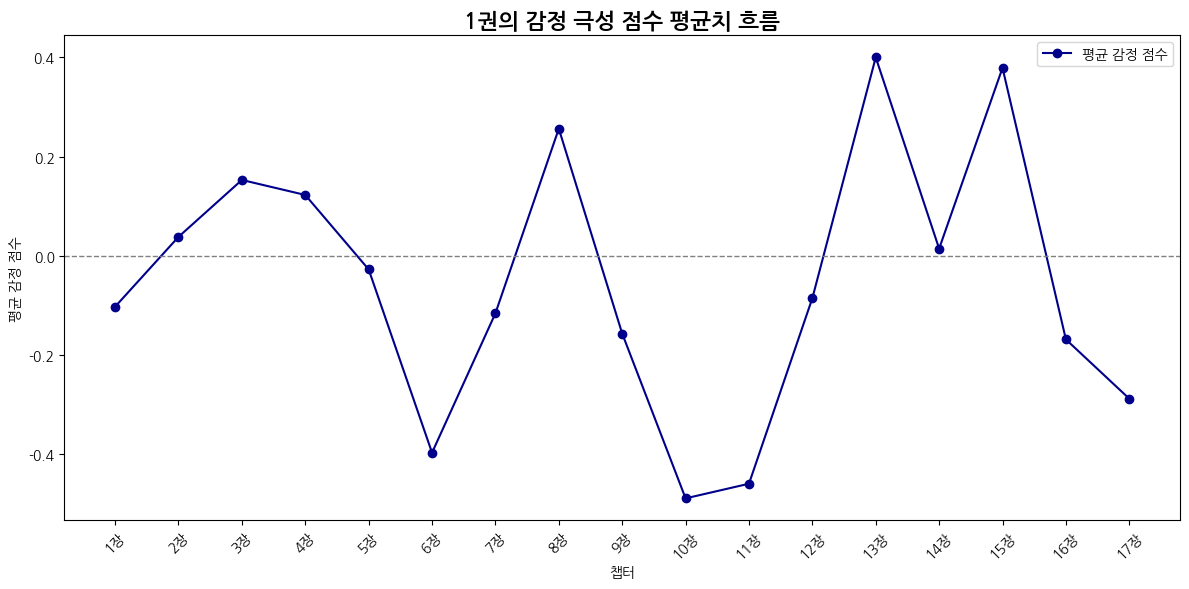 1권의 감정 극성 점수 평균치 흐름
평균 감정 점수
0.4
0.2
0.0
-0.2
-0.4
평균 감정 점수
1장
2장
3장
4장
5장
6장
7장
8장
9장
10장
11장
12장
13장
14장
15장
16장
17장
챕터